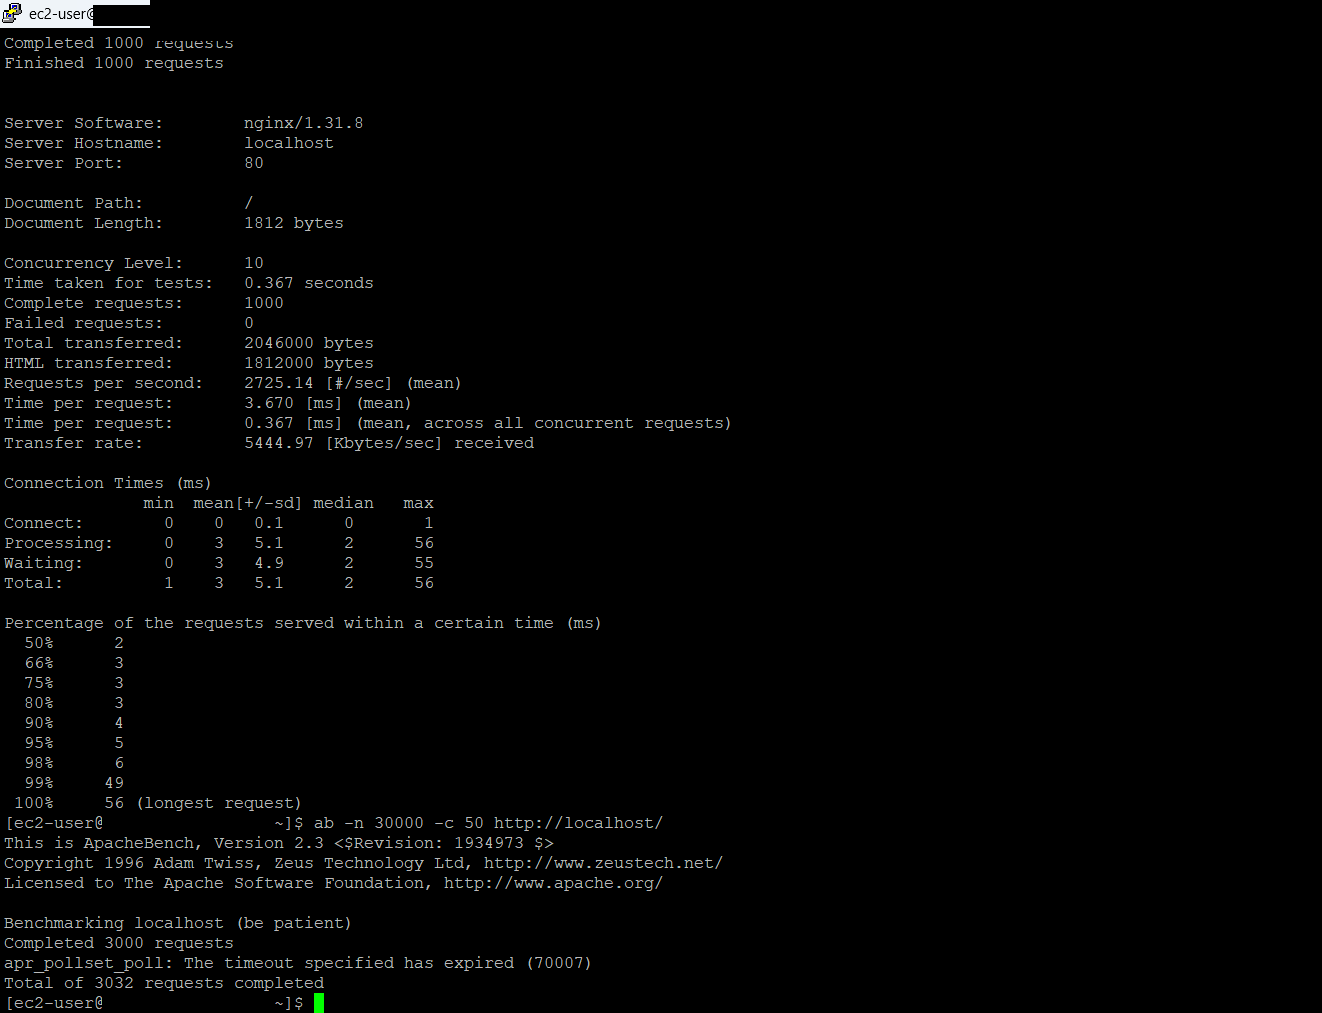 ec2-user@
Completed 1000 requests
Finished 1000 requests
Server Software: nginx/1.31.8
Server Hostname: localhost
Server Port: 80
Document Path: /
Document Length: 1812 bytes
Concurrency Level: 10
Time taken for tests: 0.367 seconds
Complete requests: 1000
Failed requests: 0
Total transferred: 2046000 bytes
HTML transferred: 1812000 bytes
Requests per second: 2725.14 [#/sec] (mean)
Time per request: 3.670 [ms] (mean)
Time per request: 0.367 [ms] (mean, across all concurrent requests)
Transfer rate: 5444.97 [Kbytes/sec] received
Connection Times (ms)
min mean[+/-sd] median max
Connect: 0 0 0.1 0 1
Processing: 0 3 5.1 2 56
Waiting: 0 3 4.9 2 55
Total: 1 3 5.1 2 56
Percentage of the requests served within a certain time (ms)
50% 2
66% 3
75% 3
80% 3
90% 4
95% 5
98% 6
99% 49
100% 56 (longest request)
[ec2-user@ ~]$ ab -n 30000 -c 50 http://localhost/
This is ApacheBench, Version 2.3 <$Revision: 1934973 $>
Copyright 1996 Adam Twiss, Zeus Technology Ltd, http://www.zeustech.net/
Licensed to The Apache Software Foundation, http://www.apache.org/
Benchmarking localhost (be patient)
Completed 3000 requests
apr_pollset_poll: The timeout specified has expired (70007)
Total of 3032 requests completed
[ec2-user@ ~]$